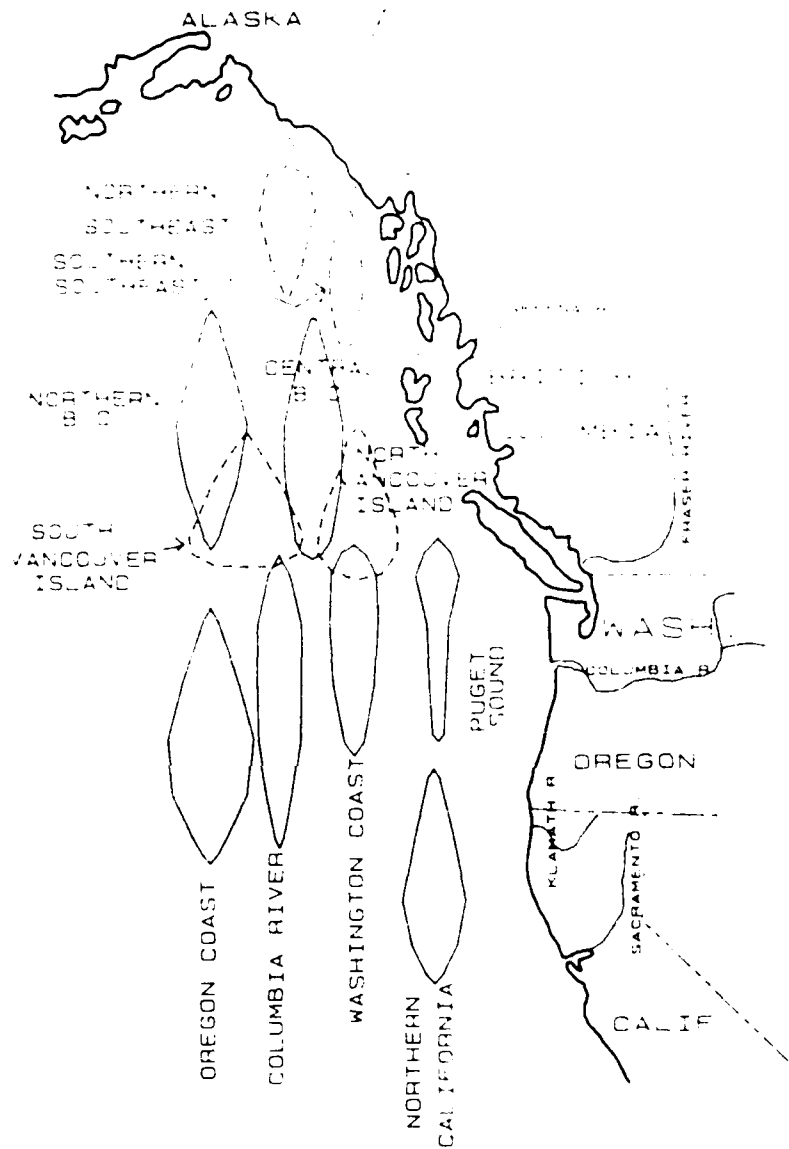 ALASKA
NORTHERN
SOUTHEAST
SOUTHERN
SOUTHEAST
CENTRAL
B C
NORTHERN
B C
BRITISH
NORTH
VANCOUVER
ISLAND
FRASER RIVER
SOUTH
VANCOUVER
ISLAND
WASH.
COLUMBIA R
PUGET
SOUND
OREGON
KLAMATH R
SACRAMENTO R.
CALIF
OREGON COAST
COLUMBIA RIVER
WASHINGTON COAST
NORTHERN
CALIFORNIA